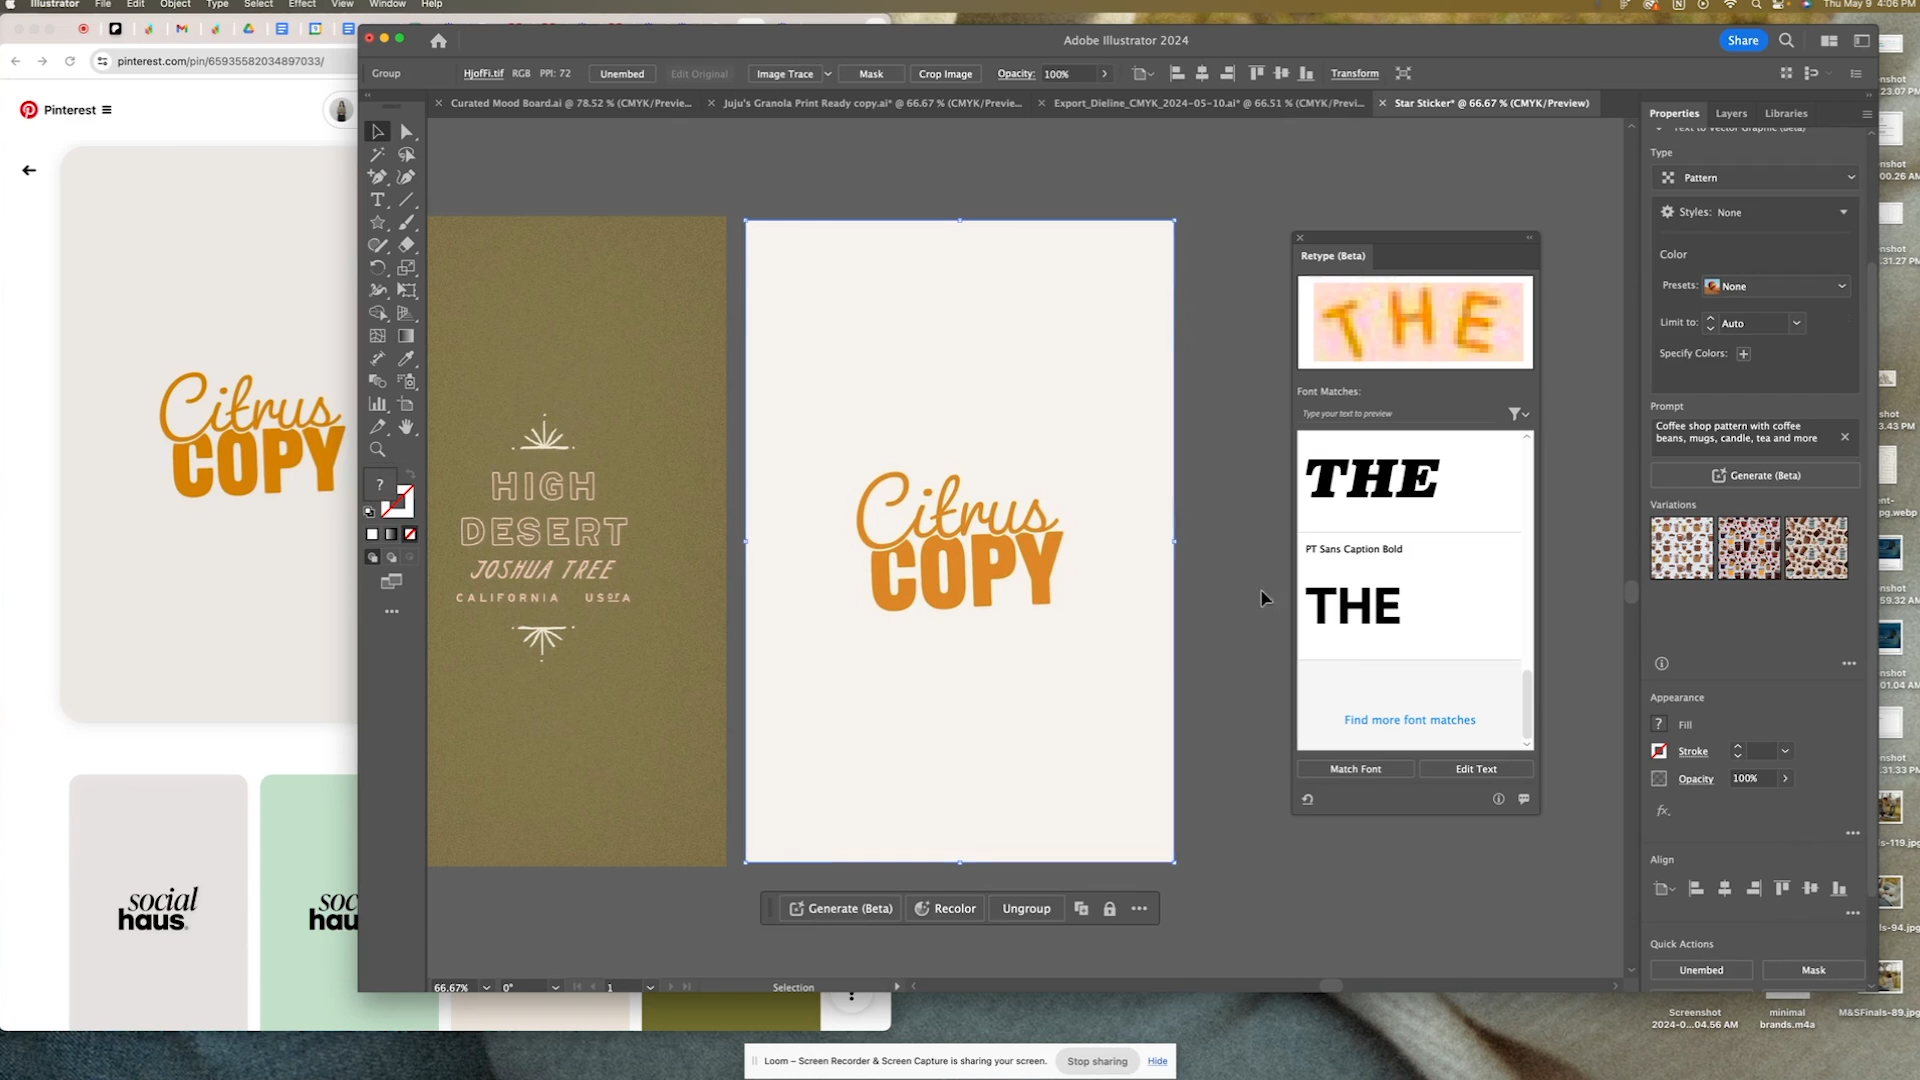 Illustrator File Edit Object Type Select Effect View Window Help
Thu May 9 4:06 PM
pinterest.com/pin/65935582034897033/
Pinterest
Citrus
COPY
social
haus.
Adobe Illustrator 2024
Share
Group
HjofFi.tif RGB PPI: 72 Unembed Edit Original Image Trace Mask Crop Image Opacity: 100% Transform
Curated Mood Board.ai @ 78.52 % (CMYK/Previe...
Juju's Granola Print Ready copy.ai* @ 66.67 % (CMYK/Previe...
Export_Dieline_CMYK_2024-05-10.ai* @ 66.51 % (CMYK/Previ...
Star Sticker* @ 66.67 % (CMYK/Preview)
HIGH
DESERT
JOSHUA TREE
CALIFORNIA USofA
Citrus
COPY
Generate (Beta) Recolor Ungroup
66.67% 0° 1 Selection
Retype (Beta)
THE
Font Matches:
Type your text to preview
THE
PT Sans Caption Bold
THE
Find more font matches
Match Font Edit Text
Properties Layers Libraries
Text to Vector Graphic (Beta)
Type
Pattern
Styles: None
Color
Presets: None
Limit to: Auto
Specify Colors:
Prompt
Coffee shop pattern with coffee
beans, mugs, candle, tea and more
Generate (Beta)
Variations
Appearance
? Fill
Stroke
Opacity 100%
fx.
Align
Quick Actions
Unembed Mask
Screenshot
2024-0...04.56 AM
minimal
brands.m4a
M&SFinals-89.jpg
Loom – Screen Recorder & Screen Capture is sharing your screen. Stop sharing Hide